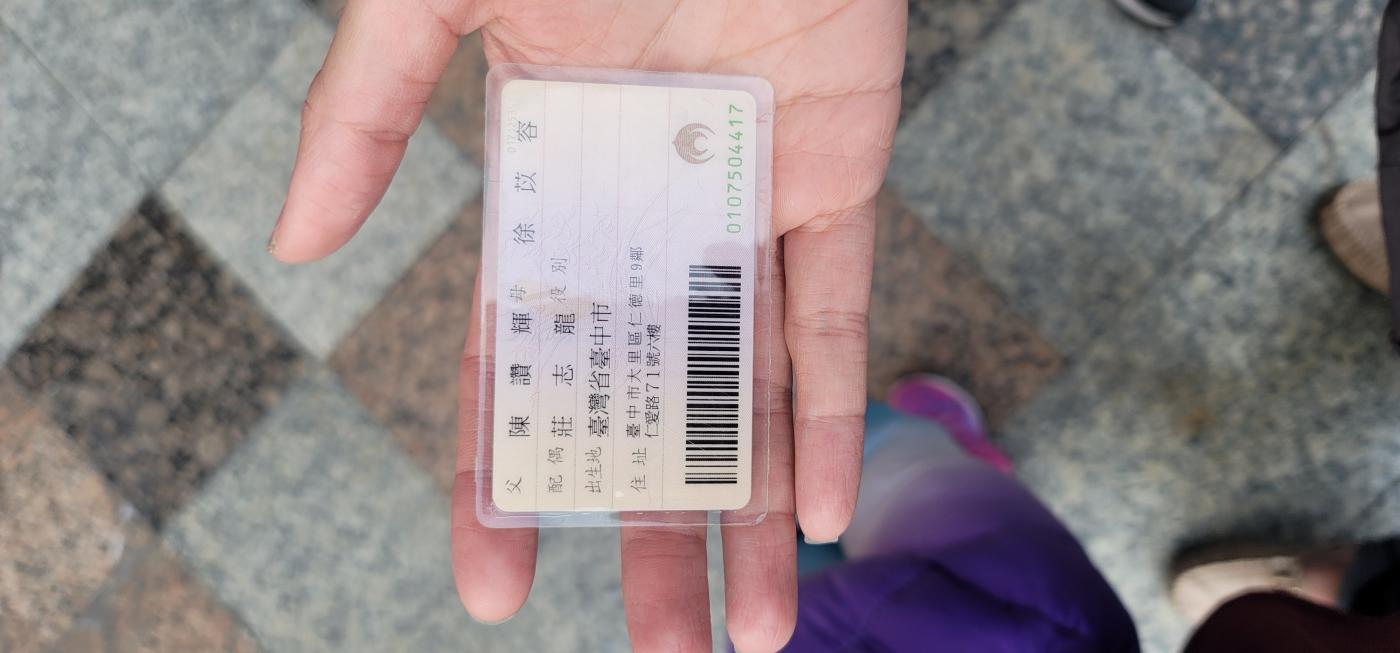 父 陳讚輝 母 徐苡容
配偶 莊志龍 役別
出生地 臺灣省臺中市
住址 臺中市大里區仁德里9鄰
仁愛路71號六樓
0107504417